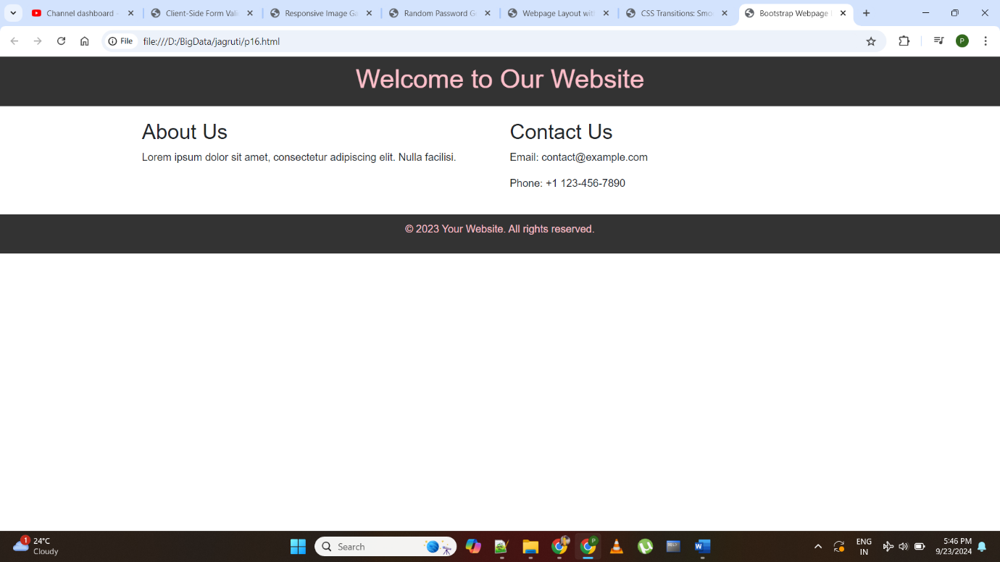 Channel dashboard -
Client-Side Form Vali
Responsive Image Ga
Random Password Ge
Webpage Layout with
CSS Transitions: Smo
Bootstrap Webpage
File
file:///D:/BigData/jagruti/p16.html
P
Welcome to Our Website
About Us
Lorem ipsum dolor sit amet, consectetur adipiscing elit. Nulla facilisi.
Contact Us
Email: contact@example.com
Phone: +1 123-456-7890
© 2023 Your Website. All rights reserved.
1
24°C
Cloudy
Search
P
ENG
IN
5:46 PM
9/23/2024